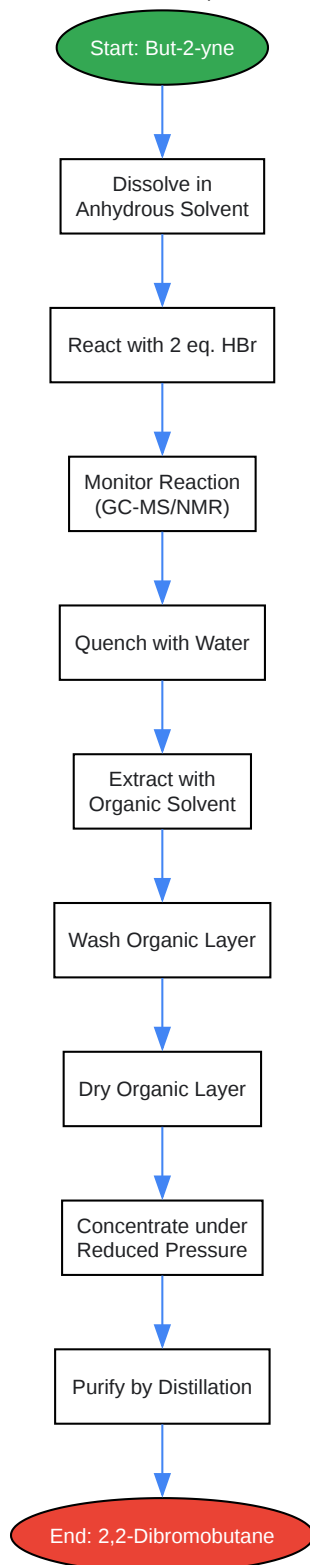 Start: But-2-yne
Dissolve in
Anhydrous Solvent
React with 2 eq. HBr
Monitor Reaction
(GC-MS/NMR)
Quench with Water
Extract with
Organic Solvent
Wash Organic Layer
Dry Organic Layer
Concentrate under
Reduced Pressure
Purify by Distillation
End: 2,2-Dibromobutane